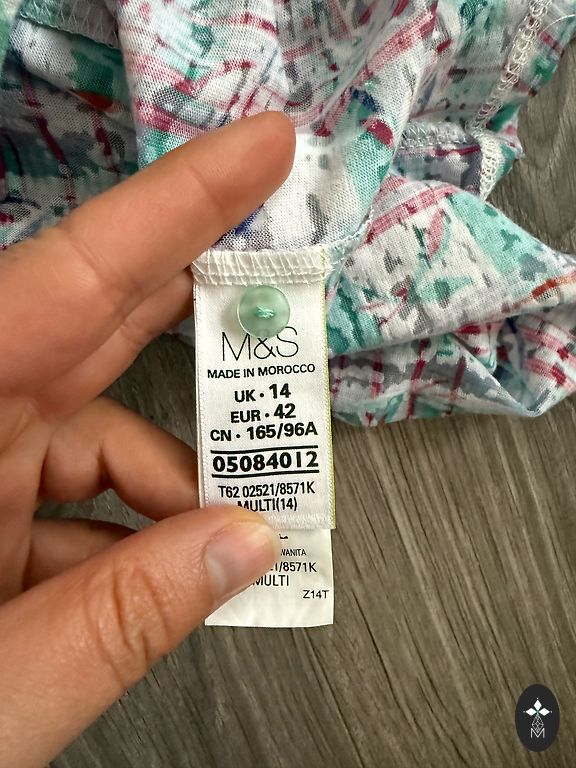 M&S
MADE IN MOROCCO
UK · 14
EUR · 42
CN · 165/96A
05084012
T62 02521/8571K
MULTI(14)
WANITA
/8571K
MULTI
Z14T
M